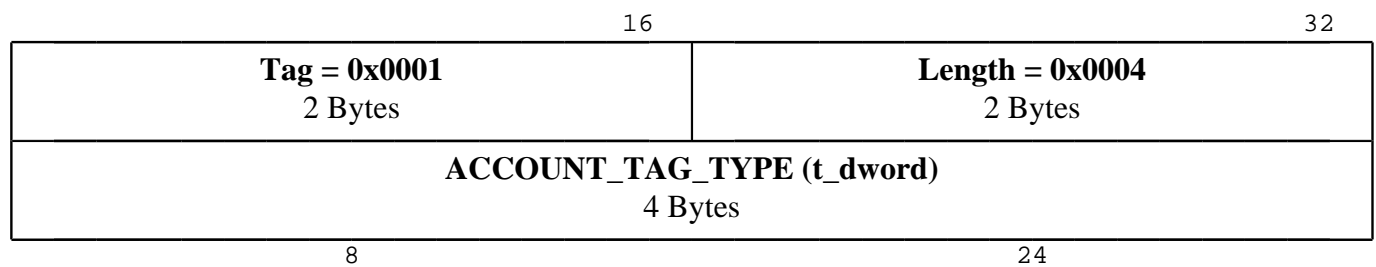 16 32
Tag = 0x0001 Length = 0x0004
2 Bytes 2 Bytes
ACCOUNT_TAG_TYPE (t_dword)
4 Bytes
8 24